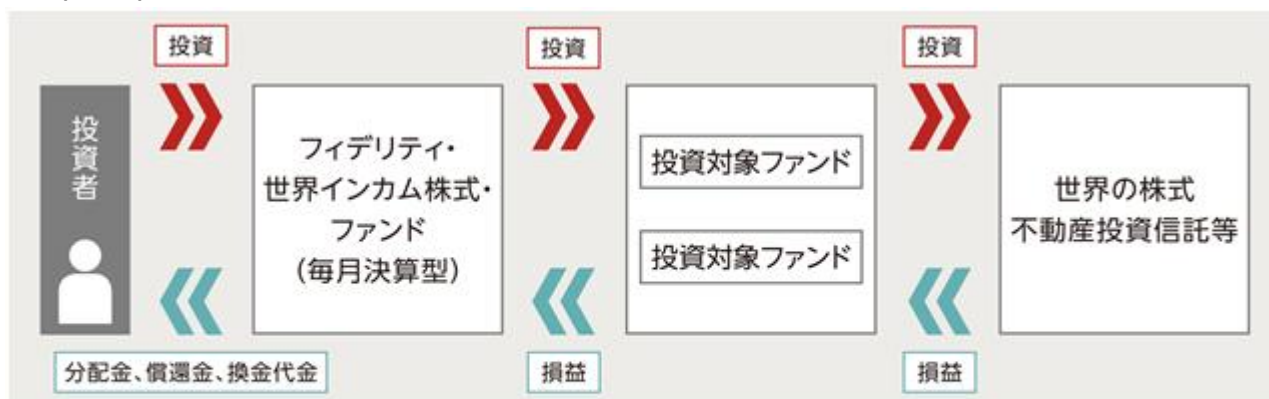 投資
投資
投資
投資者
フィデリティ・
世界インカム株式・
ファンド
（毎月決算型）
投資対象ファンド
投資対象ファンド
世界の株式
不動産投資信託等
分配金、償還金、換金代金
損益
損益